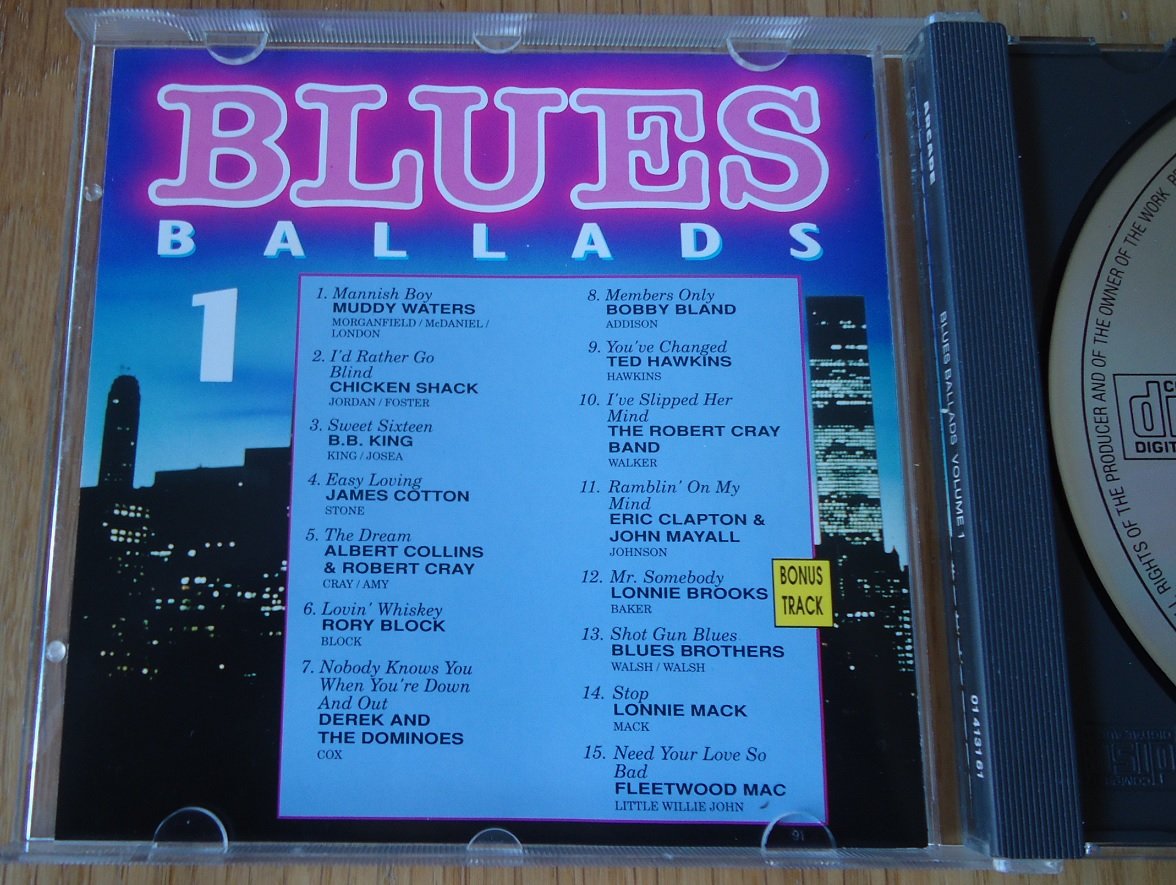 BLUES
BALLADS
1
1. Mannish Boy
MUDDY WATERS
MORGANFIELD / McDANIEL /
LONDON
2. I'd Rather Go
Blind
CHICKEN SHACK
JORDAN / FOSTER
3. Sweet Sixteen
B.B. KING
KING / JOSEA
4. Easy Loving
JAMES COTTON
STONE
5. The Dream
ALBERT COLLINS
& ROBERT CRAY
CRAY / AMY
6. Lovin' Whiskey
RORY BLOCK
BLOCK
7. Nobody Knows You
When You're Down
And Out
DEREK AND
THE DOMINOES
COX
8. Members Only
BOBBY BLAND
ADDISON
9. You've Changed
TED HAWKINS
HAWKINS
10. I've Slipped Her
Mind
THE ROBERT CRAY
BAND
WALKER
11. Ramblin' On My
Mind
ERIC CLAPTON &
JOHN MAYALL
JOHNSON
12. Mr. Somebody
LONNIE BROOKS
BAKER
BONUS
TRACK
13. Shot Gun Blues
BLUES BROTHERS
WALSH / WALSH
14. Stop
LONNIE MACK
MACK
15. Need Your Love So
Bad
FLEETWOOD MAC
LITTLE WILLIE JOHN
ARCADE
BLUES BALLADS VOLUME 1
01413161
RIGHTS OF THE PRODUCER AND OF THE OWNER OF THE WORK
DIGIT